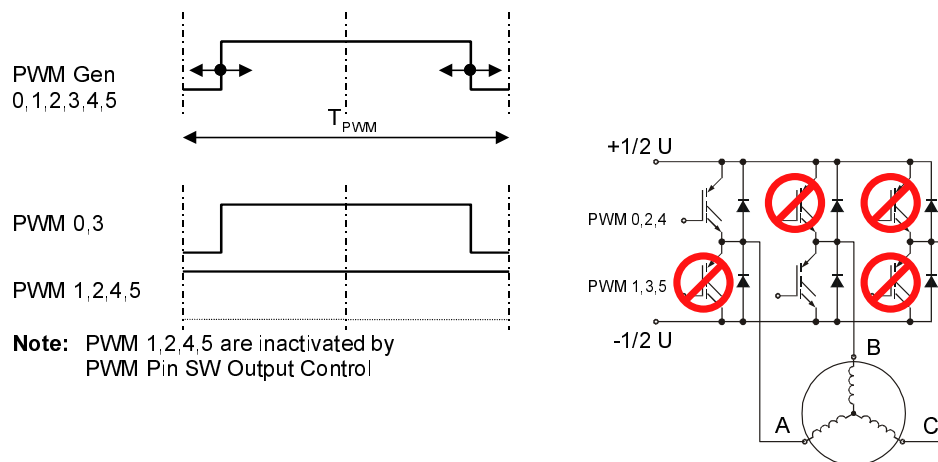 PWM Gen
0,1,2,3,4,5
TPWM
PWM 0,3
PWM 1,2,4,5
Note: PWM 1,2,4,5 are inactivated by
PWM Pin SW Output Control
+1/2 U
PWM 0,2,4
PWM 1,3,5
-1/2 U
B
A
C